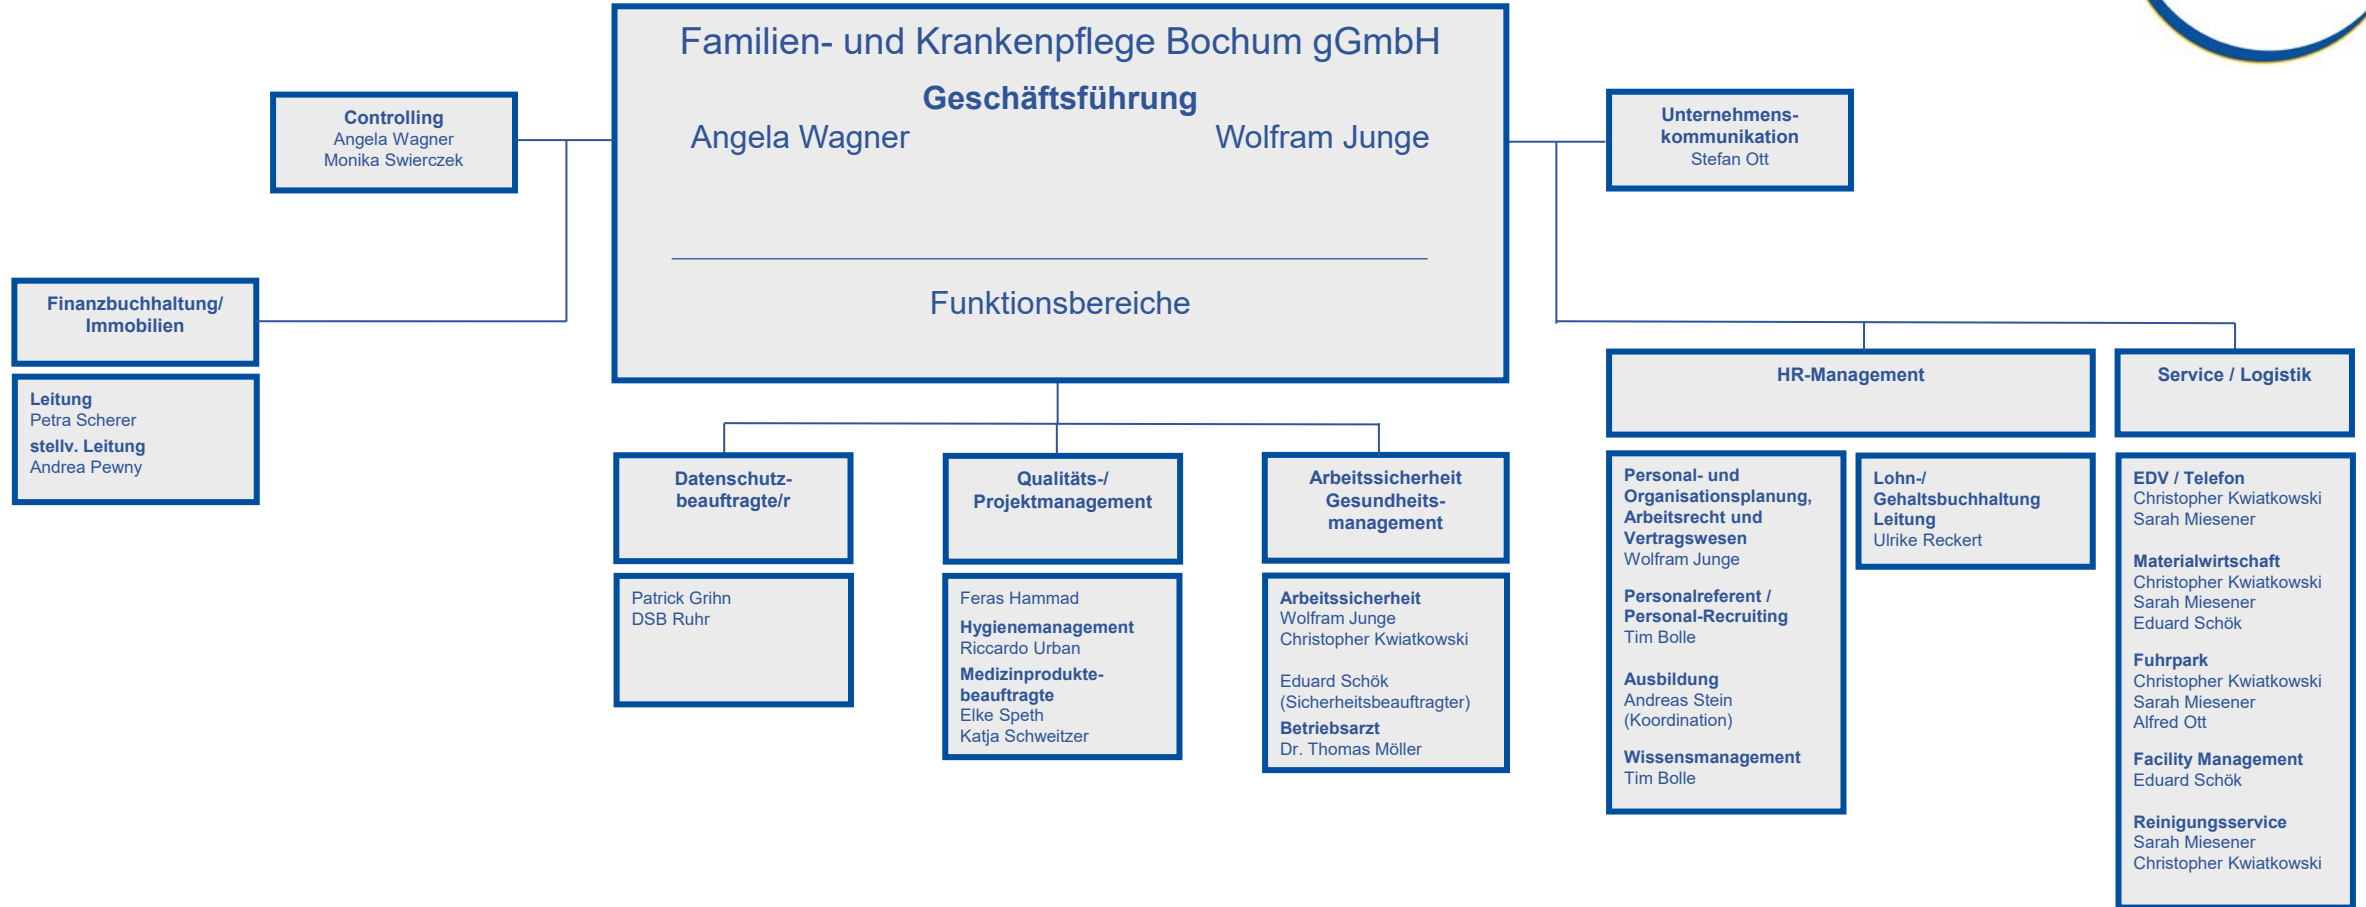 Familien- und Krankenpflege Bochum gGmbH
Geschäftsführung
Angela Wagner
Wolfram Junge
Funktionsbereiche
Controlling
Angela Wagner
Monika Swierczek
Unternehmens-
kommunikation
Stefan Ott
Finanzbuchhaltung/
Immobilien
Leitung
Petra Scherer
stellv. Leitung
Andrea Pewny
Datenschutz-
beauftragte/r
Patrick Grihn
DSB Ruhr
Qualitäts-/
Projektmanagement
Feras Hammad
Hygienemanagement
Riccardo Urban
Medizinprodukte-
beauftragte
Elke Speth
Katja Schweitzer
Arbeitssicherheit
Gesundheits-
management
Arbeitssicherheit
Wolfram Junge
Christopher Kwiatkowski
Eduard Schök
(Sicherheitsbeauftragter)
Betriebsarzt
Dr. Thomas Möller
HR-Management
Personal- und
Organisationsplanung,
Arbeitsrecht und
Vertragswesen
Wolfram Junge
Personalreferent /
Personal-Recruiting
Tim Bolle
Ausbildung
Andreas Stein
(Koordination)
Wissensmanagement
Tim Bolle
Lohn-/
Gehaltsbuchhaltung
Leitung
Ulrike Reckert
Service / Logistik
EDV / Telefon
Christopher Kwiatkowski
Sarah Miesener
Materialwirtschaft
Christopher Kwiatkowski
Sarah Miesener
Eduard Schök
Fuhrpark
Christopher Kwiatkowski
Sarah Miesener
Alfred Ott
Facility Management
Eduard Schök
Reinigungsservice
Sarah Miesener
Christopher Kwiatkowski